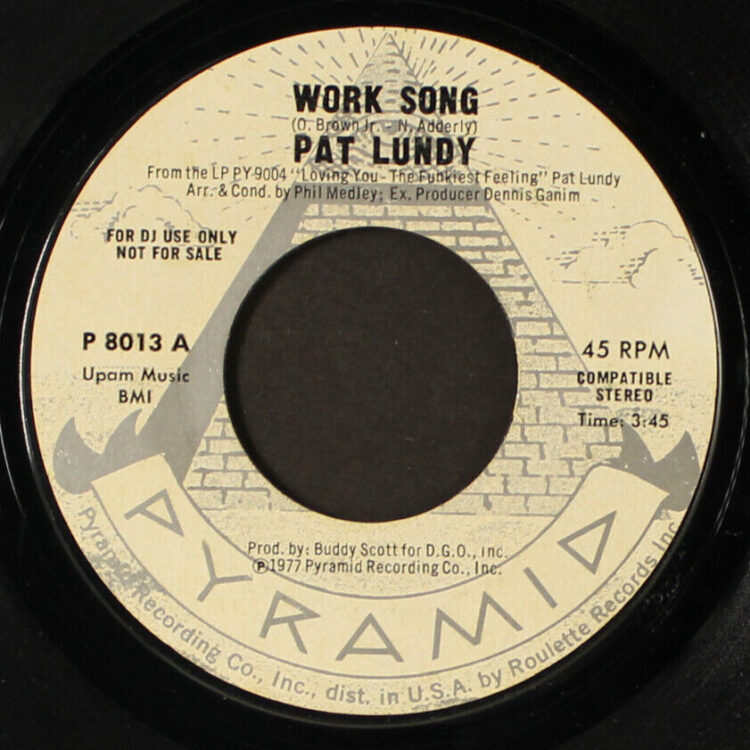 WORK SONG
(O. Brown Jr. - N. Adderly)
PAT LUNDY
From the LP PY-9004 "Loving You - The Funkiest Feeling" Pat Lundy
Arr. & Cond. by Phil Medley; Ex. Producer Dennis Ganim
FOR DJ USE ONLY
NOT FOR SALE
P 8013 A
Upam Music
BMI
45 RPM
COMPATIBLE
STEREO
Time: 3:45
Prod. by: Buddy Scott for D.G.O., Inc.
℗1977 Pyramid Recording Co., Inc.
PYRAMID
Pyramid Recording Co., Inc., dist. in U.S.A. by Roulette Records Inc.